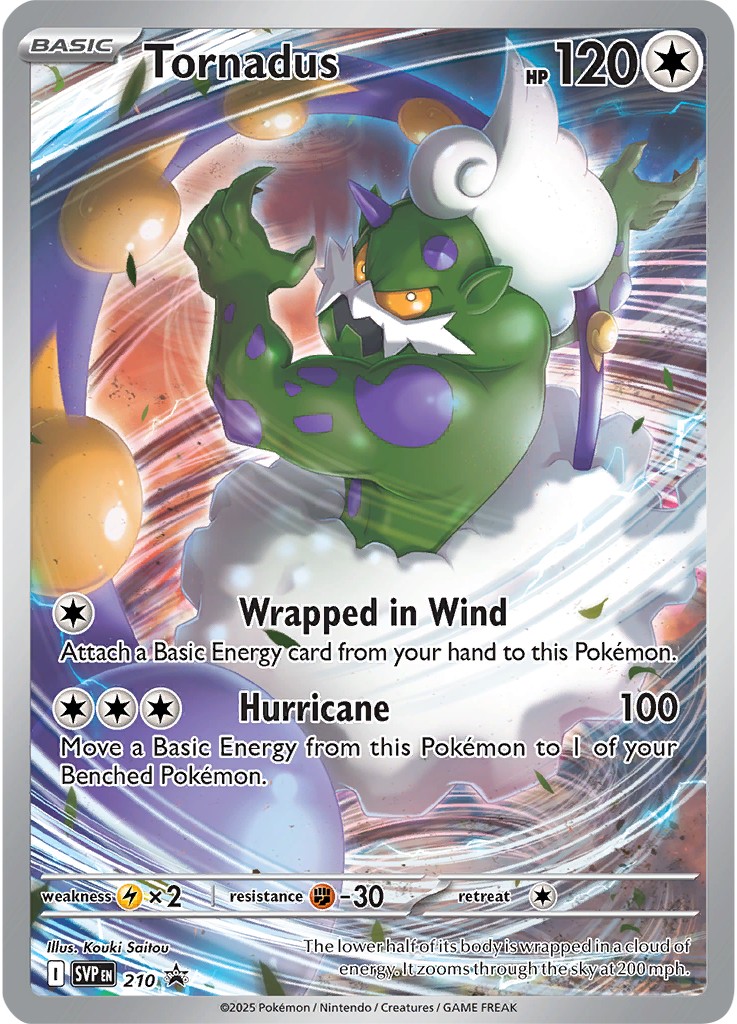 BASIC
Tornadus
HP 120
Wrapped in Wind
Attach a Basic Energy card from your hand to this Pokémon.
Hurricane 100
Move a Basic Energy from this Pokémon to 1 of your
Benched Pokémon.
weakness ×2 resistance -30 retreat
Illus. Kouki Saitou
The lower half of its body is wrapped in a cloud of
energy. It zooms through the sky at 200 mph.
I SVP EN 210
©2025 Pokémon / Nintendo / Creatures / GAME FREAK